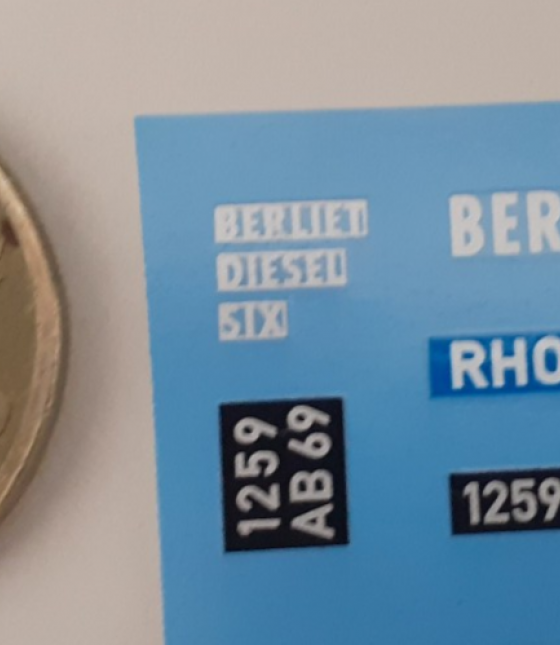 BERLIET
DIESEL
SIX
BER
RHO
1259
AB 69
1259